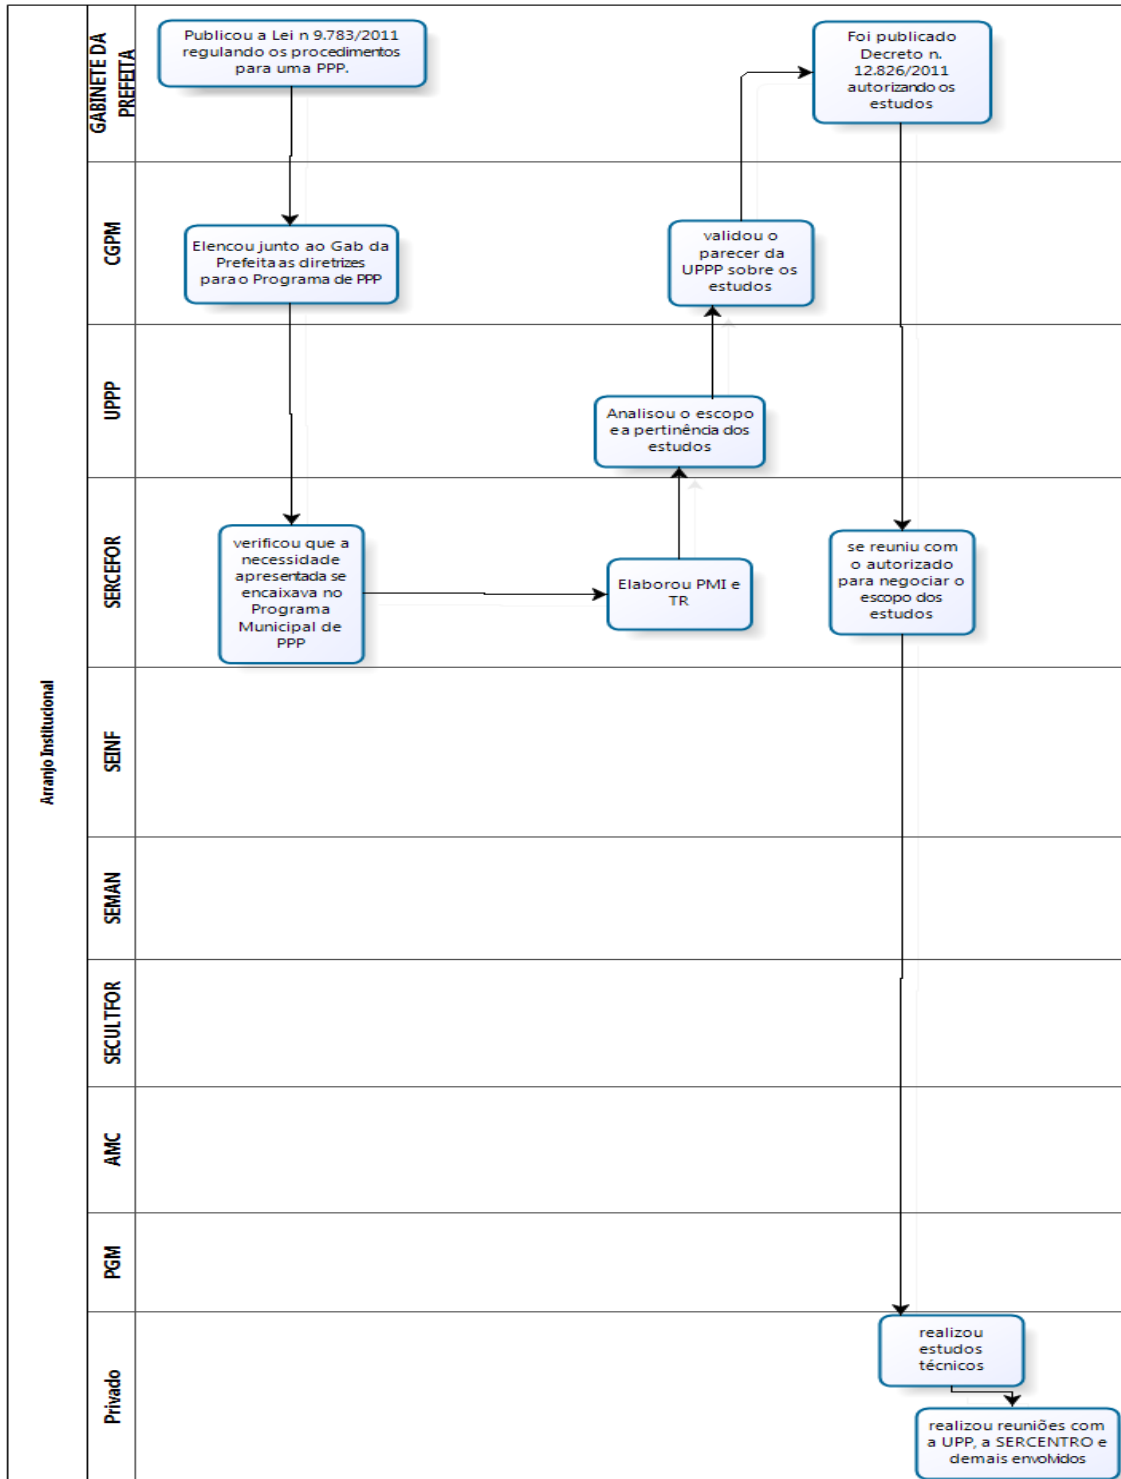 Arranjo Institucional
GABINETE DA
PREFEITA
Publicou a Lei n 9.783/2011
regulando os procedimentos
para uma PPP.
Foi publicado
Decreto n.
12.826/2011
autorizando os
estudos
CGPM
Elencou junto ao Gab da
Prefeita as diretrizes
para o Programa de PPP
validou o
parecer da
UPPP sobre os
estudos
UPPP
Analisou o escopo
e a pertinência dos
estudos
SERCEFOR
verificou que a
necessidade
apresentada se
encaixava no
Programa
Municipal de
PPP
Elaborou PMI e
TR
se reuniu com
o autorizado
para negociar o
escopo dos
estudos
SEINF
SEMAN
SECULTFOR
AMC
PGM
Privado
realizou
estudos
técnicos
realizou reuniões com
a UPP, a SERCENTRO e
demais envolvidos